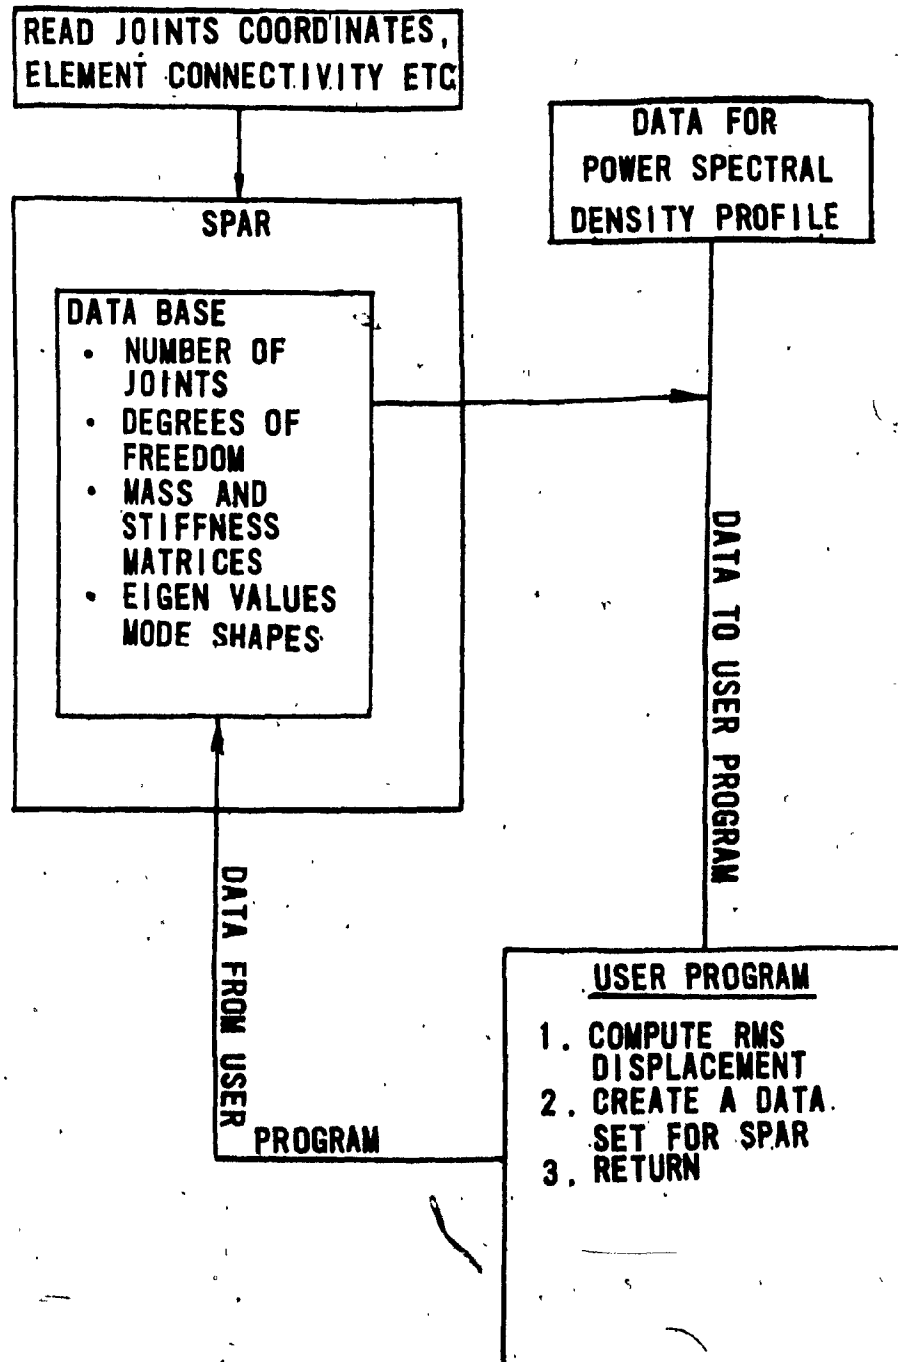 READ JOINTS COORDINATES,
ELEMENT CONNECTIVITY ETC
DATA FOR
POWER SPECTRAL
DENSITY PROFILE
SPAR
DATA BASE
• NUMBER OF
JOINTS
• DEGREES OF
FREEDOM
• MASS AND
STIFFNESS
MATRICES
• EIGEN VALUES
MODE SHAPES
DATA TO USER PROGRAM
DATA FROM USER
PROGRAM
USER PROGRAM
1. COMPUTE RMS
DISPLACEMENT
2. CREATE A DATA
SET FOR SPAR
3. RETURN